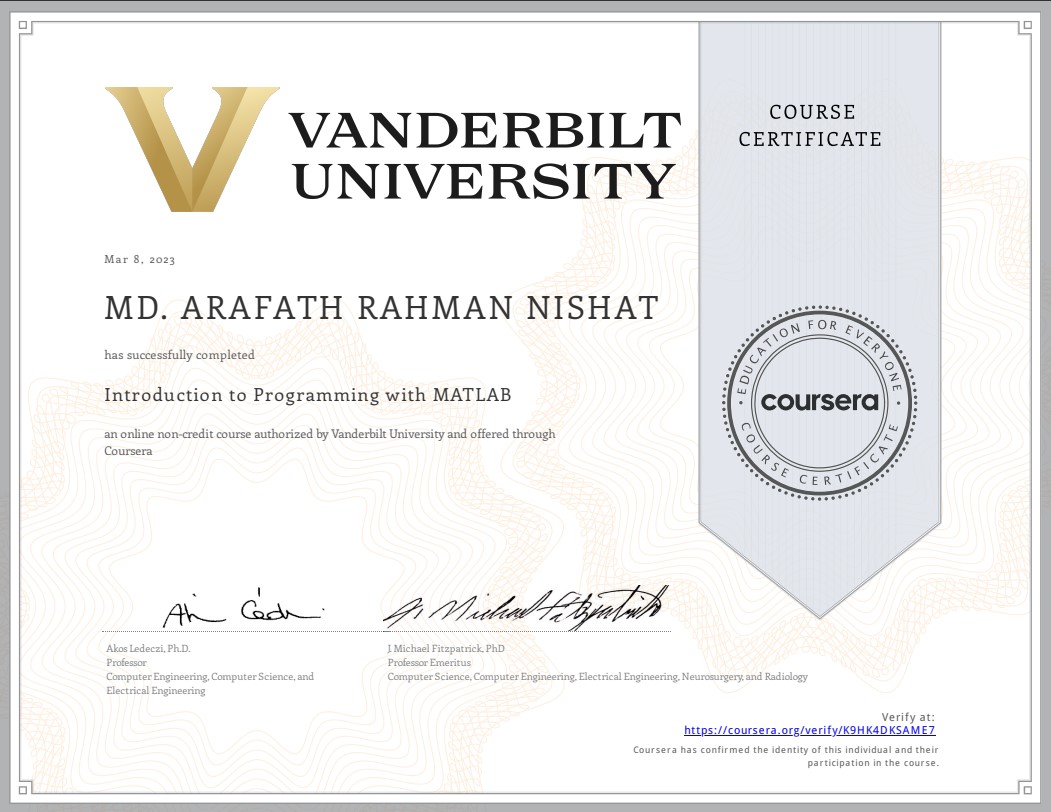 VANDERBILT
UNIVERSITY
COURSE
CERTIFICATE
Mar 8, 2023
MD. ARAFATH RAHMAN NISHAT
has successfully completed
Introduction to Programming with MATLAB
an online non-credit course authorized by Vanderbilt University and offered through
Coursera
EDUCATION FOR EVERYONE
coursera
COURSE CERTIFICATE
J. Michael Fitzpatrick
Akos Ledeczi, Ph.D.
Professor
Computer Engineering, Computer Science, and
Electrical Engineering
J. Michael Fitzpatrick, PhD
Professor Emeritus
Computer Science, Computer Engineering, Electrical Engineering, Neurosurgery, and Radiology
Verify at:
https://coursera.org/verify/K9HK4DKSAME7
Coursera has confirmed the identity of this individual and their
participation in the course.